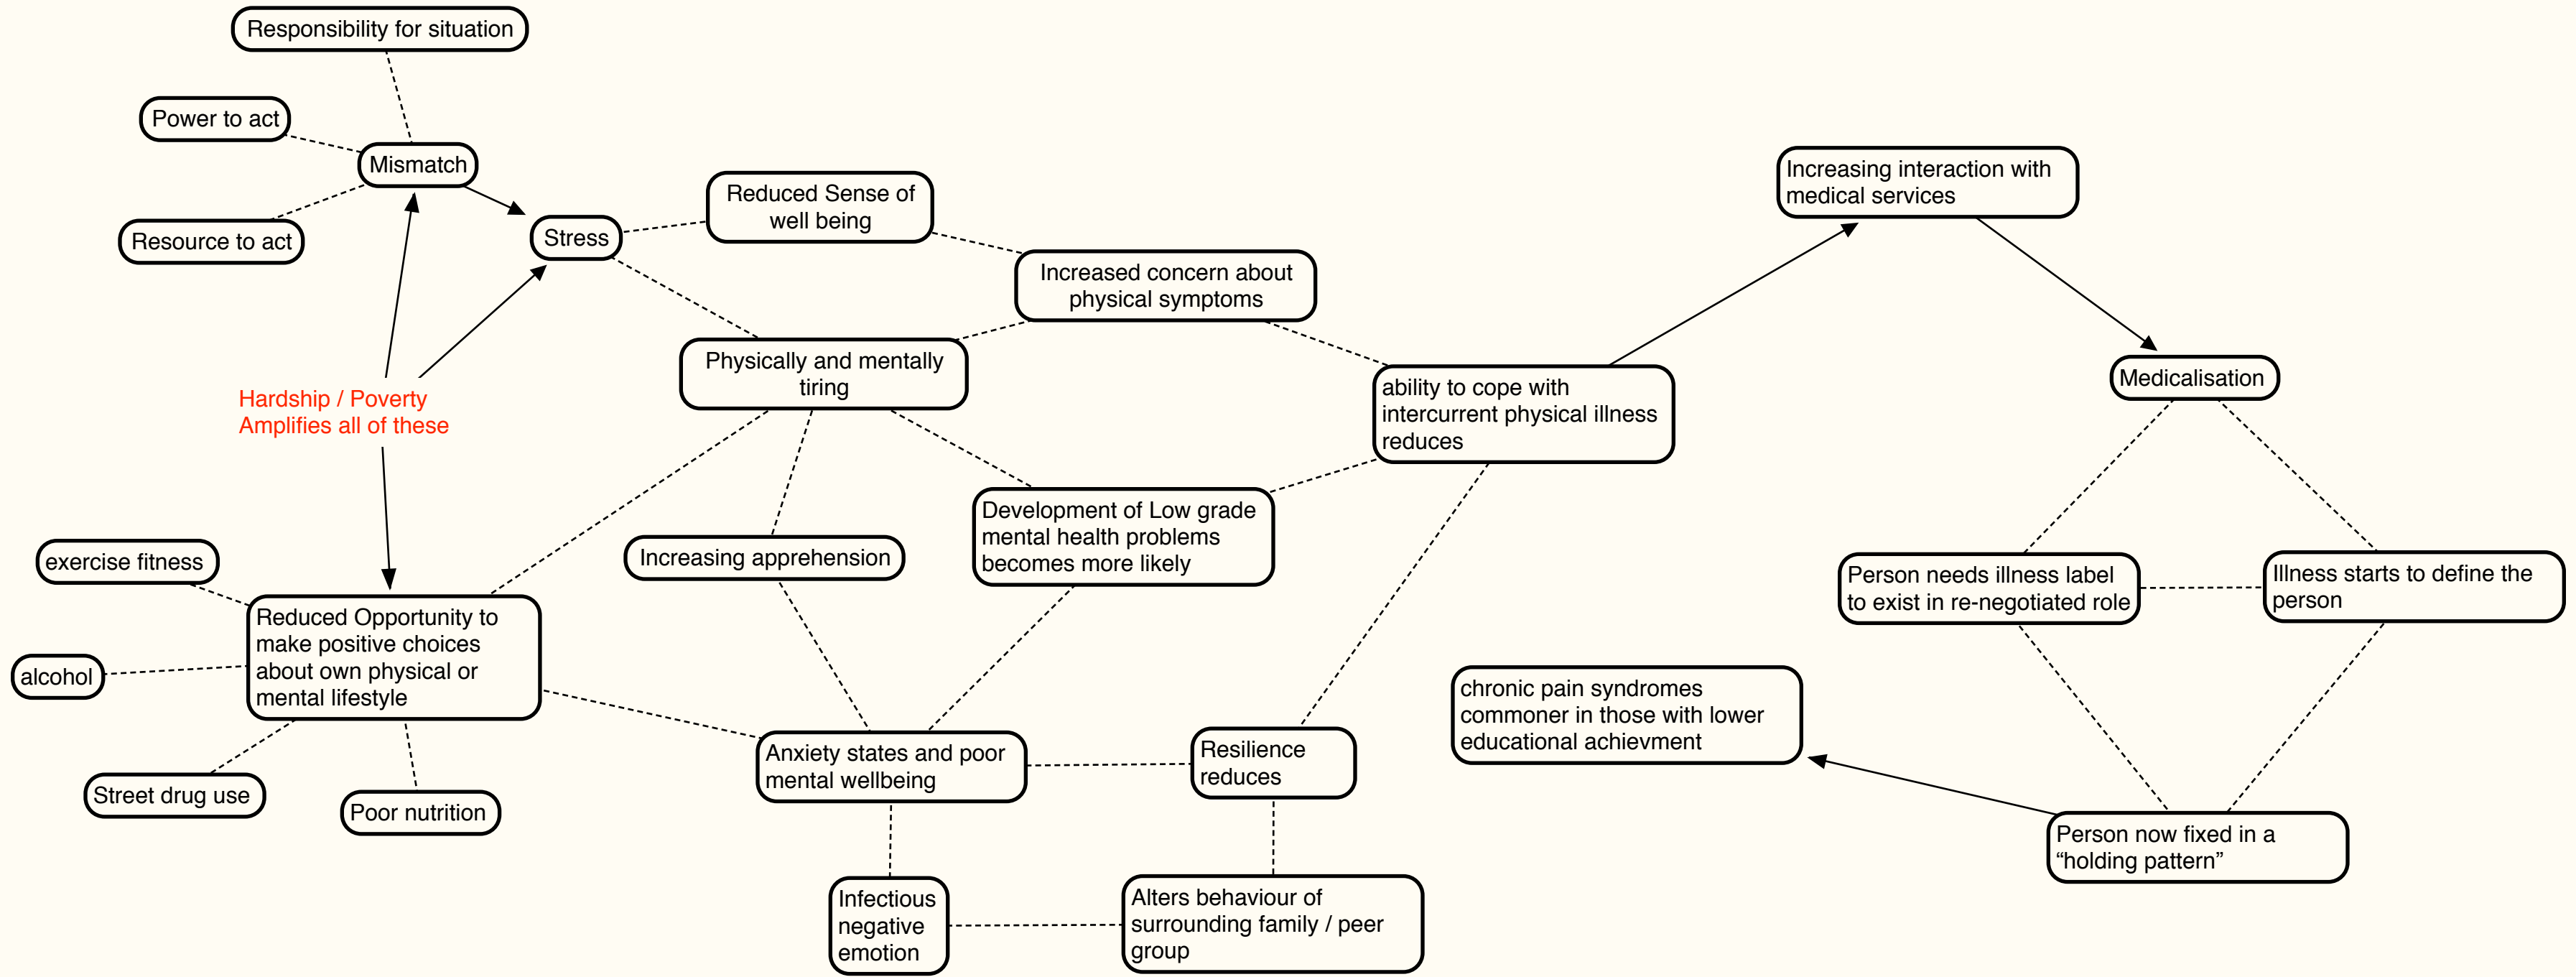 Responsibility for situation
Power to act
Mismatch
Resource to act
Stress
Reduced Sense of
well being
Increased concern about
physical symptoms
Increasing interaction with
medical services
Physically and mentally
tiring
Hardship / Poverty
Amplifies all of these
ability to cope with
intercurrent physical illness
reduces
Medicalisation
Development of Low grade
mental health problems
becomes more likely
Increasing apprehension
exercise fitness
Reduced Opportunity to
make positive choices
about own physical or
mental lifestyle
alcohol
Street drug use
Poor nutrition
Person needs illness label
to exist in re-negotiated role
Illness starts to define the
person
chronic pain syndromes
commoner in those with lower
educational achievment
Anxiety states and poor
mental wellbeing
Resilience
reduces
Person now fixed in a
“holding pattern”
Infectious
negative
emotion
Alters behaviour of
surrounding family / peer
group